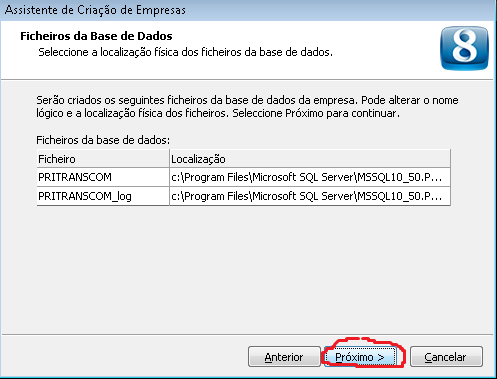 Assistente de Criação de Empresas
Ficheiros da Base de Dados
Seleccione a localização física dos ficheiros da base de dados.
8
Serão criados os seguintes ficheiros da base de dados da empresa. Pode alterar o nome
lógico e a localização física dos ficheiros. Seleccione Próximo para continuar.
Ficheiros da base de dados:
Ficheiro Localização
PRITRANSCOM c:\Program Files\Microsoft SQL Server\MSSQL10_50.P...
PRITRANSCOM_log c:\Program Files\Microsoft SQL Server\MSSQL10_50.P...
Anterior Próximo > Cancelar